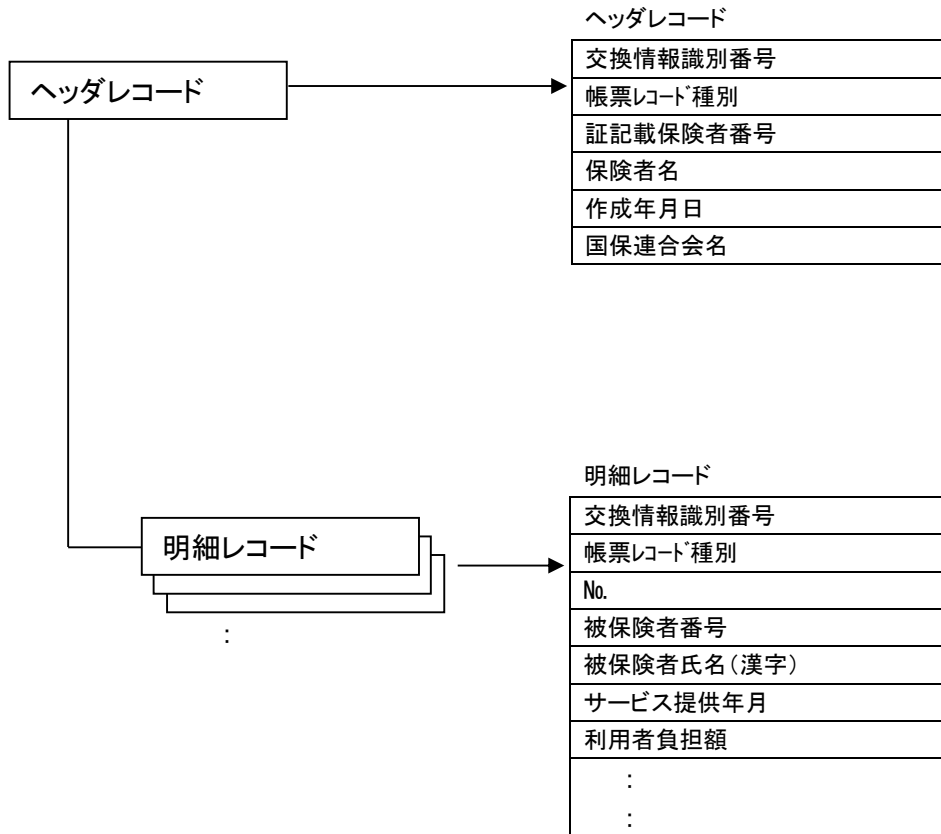 ヘッダレコード
ヘッダレコード
交換情報識別番号
帳票ﾚｺｰﾄﾞ種別
証記載保険者番号
保険者名
作成年月日
国保連合会名
明細レコード
:
明細レコード
交換情報識別番号
帳票ﾚｺｰﾄﾞ種別
№
被保険者番号
被保険者氏名(漢字)
サービス提供年月
利用者負担額
:
: